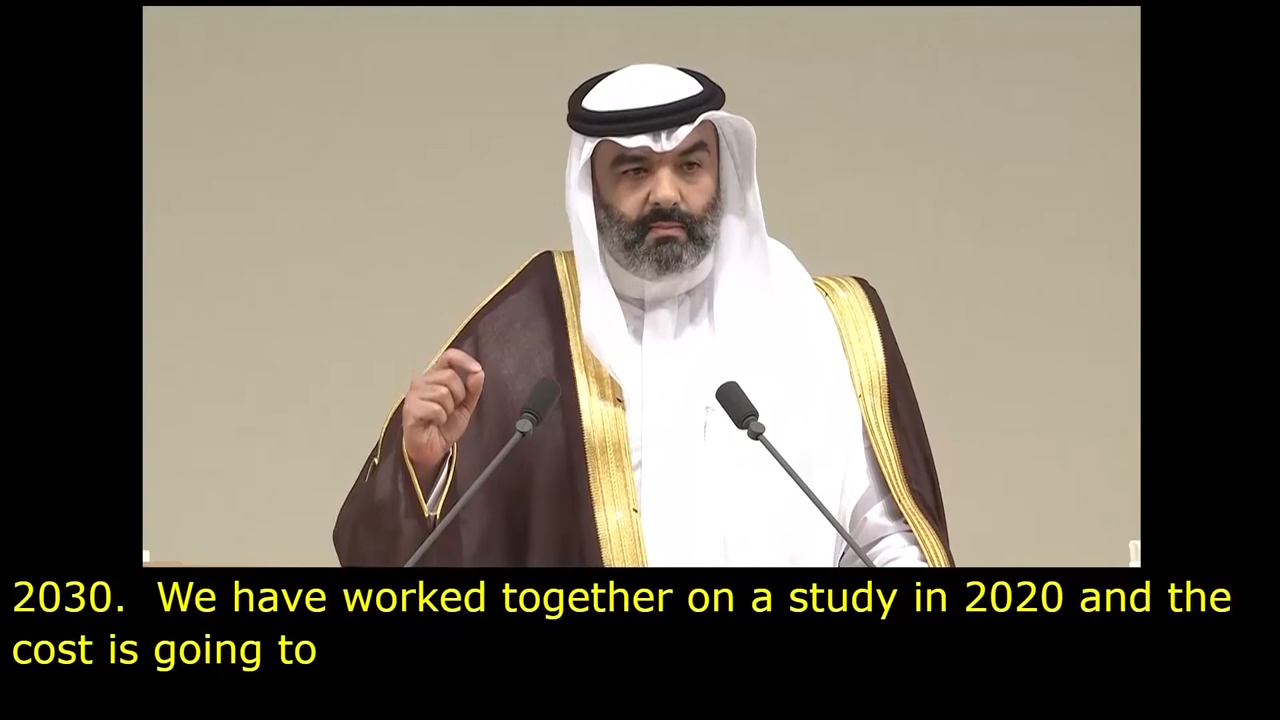 2030.  We have worked together on a study in 2020 and the
cost is going to